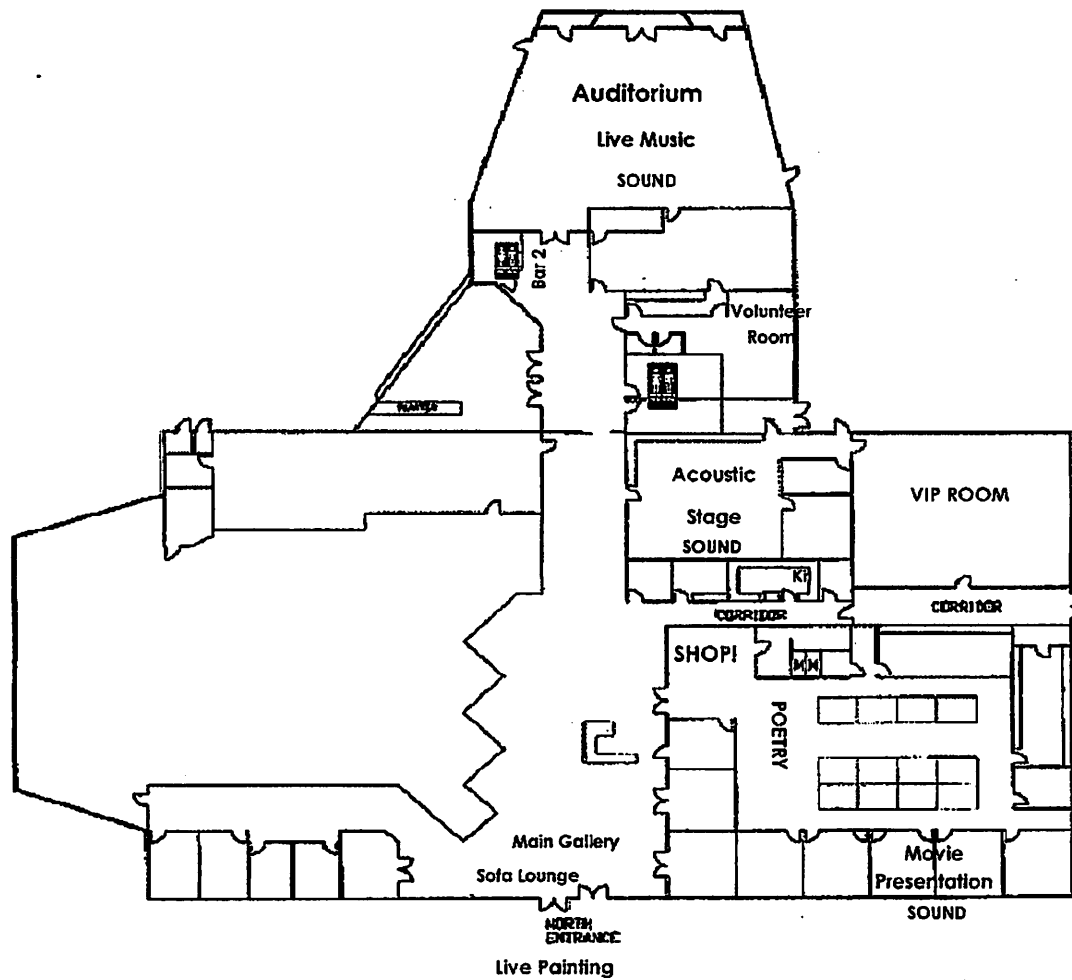 Auditorium
Live Music
SOUND
Bar 2
Volunteer
Room
Acoustic
Stage
SOUND
VIP ROOM
Ki
CORRIDOR
CORRIDOR
SHOP!
POETRY
Main Gallery
Sofa Lounge
Movie
Presentation
SOUND
NORTH
ENTRANCE
Live Painting